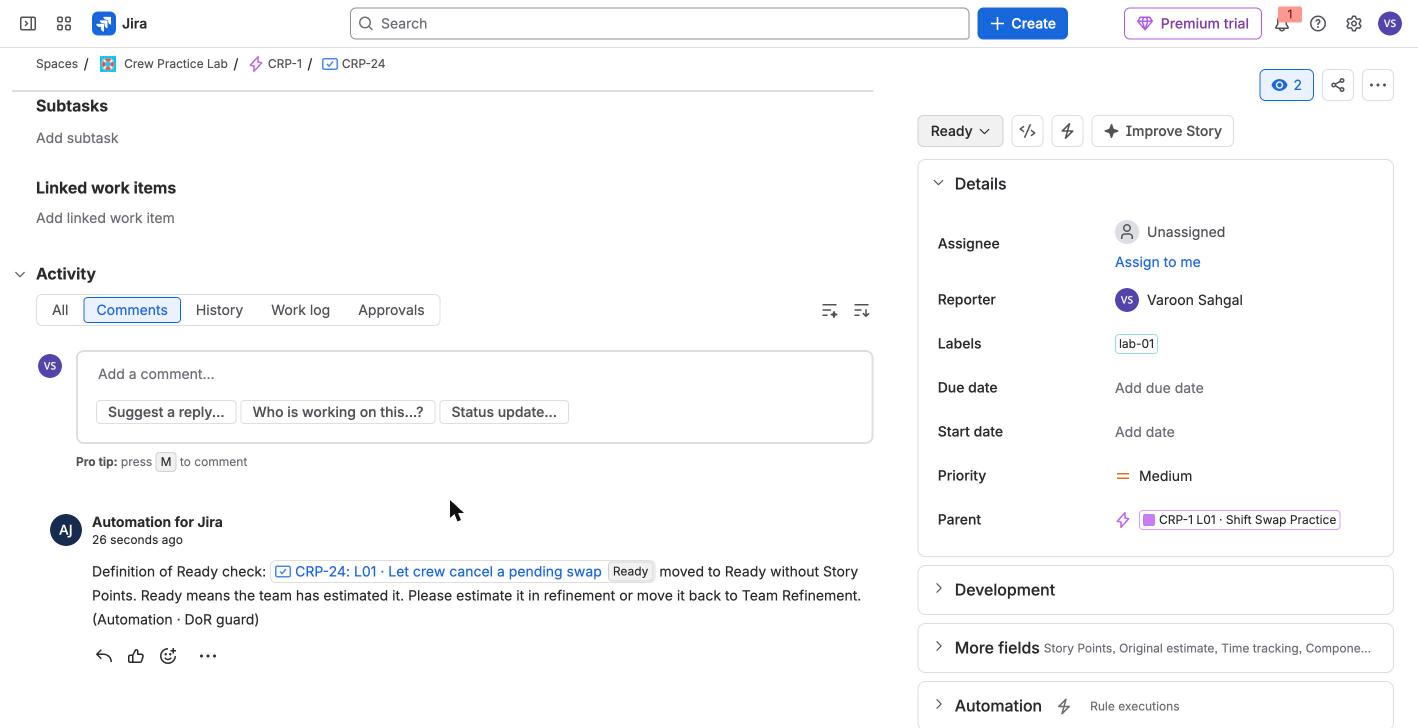 Jira
Search
Create
Premium trial
1
VS
Spaces / Crew Practice Lab / CRP-1 / CRP-24
2
Subtasks
Add subtask
Linked work items
Add linked work item
Activity
All Comments History Work log Approvals
VS
Add a comment...
Suggest a reply... Who is working on this...? Status update...
Pro tip: press M to comment
AJ
Automation for Jira
26 seconds ago
Definition of Ready check: CRP-24: L01 · Let crew cancel a pending swap Ready moved to Ready without Story
Points. Ready means the team has estimated it. Please estimate it in refinement or move it back to Team Refinement.
(Automation · DoR guard)
Ready
Improve Story
Details
Assignee
Unassigned
Assign to me
Reporter
VS Varoon Sahgal
Labels
lab-01
Due date
Add due date
Start date
Add date
Priority
Medium
Parent
CRP-1 L01 · Shift Swap Practice
Development
More fields Story Points, Original estimate, Time tracking, Compone...
Automation Rule executions